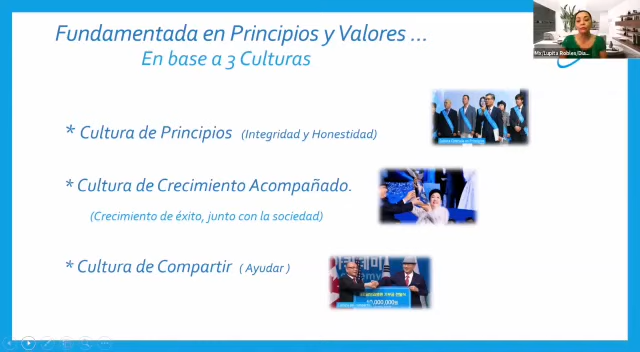 Fundamentada en Principios y Valores ...
En base a 3 Culturas
* Cultura de Principios (Integridad y Honestidad)
* Cultura de Crecimiento Acompañado.
(Crecimiento de éxito, junto con la sociedad)
* Cultura de Compartir ( Ayudar )